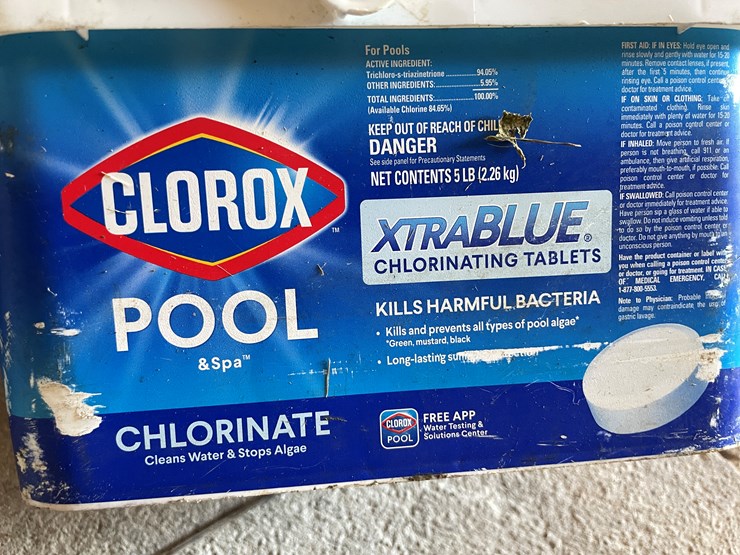 CLOROX
TM
POOL
&Spa™
CHLORINATE
Cleans Water & Stops Algae
For Pools
ACTIVE INGREDIENT:
Trichloro-s-triazinetrione ............ 94.05%
OTHER INGREDIENTS: ............ 5.95%
TOTAL INGREDIENTS: ............ 100.00%
(Available Chlorine 84.65%)
KEEP OUT OF REACH OF
DANGER
See side panel for Precautionary Statements
NET CONTENTS 5 LB (2.26 kg)
XTRABLUE®
CHLORINATING TABLETS
KILLS HARMFUL BACTERIA
• Kills and prevents all types of pool algae*
*Green, mustard, black
• Long-lasting
CLOROX
POOL
FREE APP
Water Testing &
Solutions Center
FIRST AID: IF IN EYES: Hold eye open and
rinse slowly and gently with water for 15-20
minutes. Remove contact lenses, if present,
after the first 5 minutes, then continue
rinsing eye. Call a poison control center
doctor for treatment advice.
IF ON SKIN OR CLOTHING: Take off
contaminated clothing. Rinse skin
immediately with plenty of water for 15-20
minutes. Call a poison control center or
doctor for treatment advice.
IF INHALED: Move person to fresh air. If
person is not breathing, call 911 or an
ambulance, then give artificial respiration,
preferably mouth-to-mouth, if possible. Call
poison control center or doctor for
treatment advice.
IF SWALLOWED: Call poison control center
or doctor immediately for treatment advice.
Have person sip a glass of water if able to
swallow. Do not induce vomiting unless told
to do so by the poison control center or
doctor. Do not give anything by mouth to an
unconscious person.
Have the product container or label with
you when calling a poison control center
or doctor, or going for treatment. IN CASE
OF MEDICAL EMERGENCY, CALL
1-877-800-5553.
Note to Physician: Probable
damage may contraindicate the use of
gastric lavage.